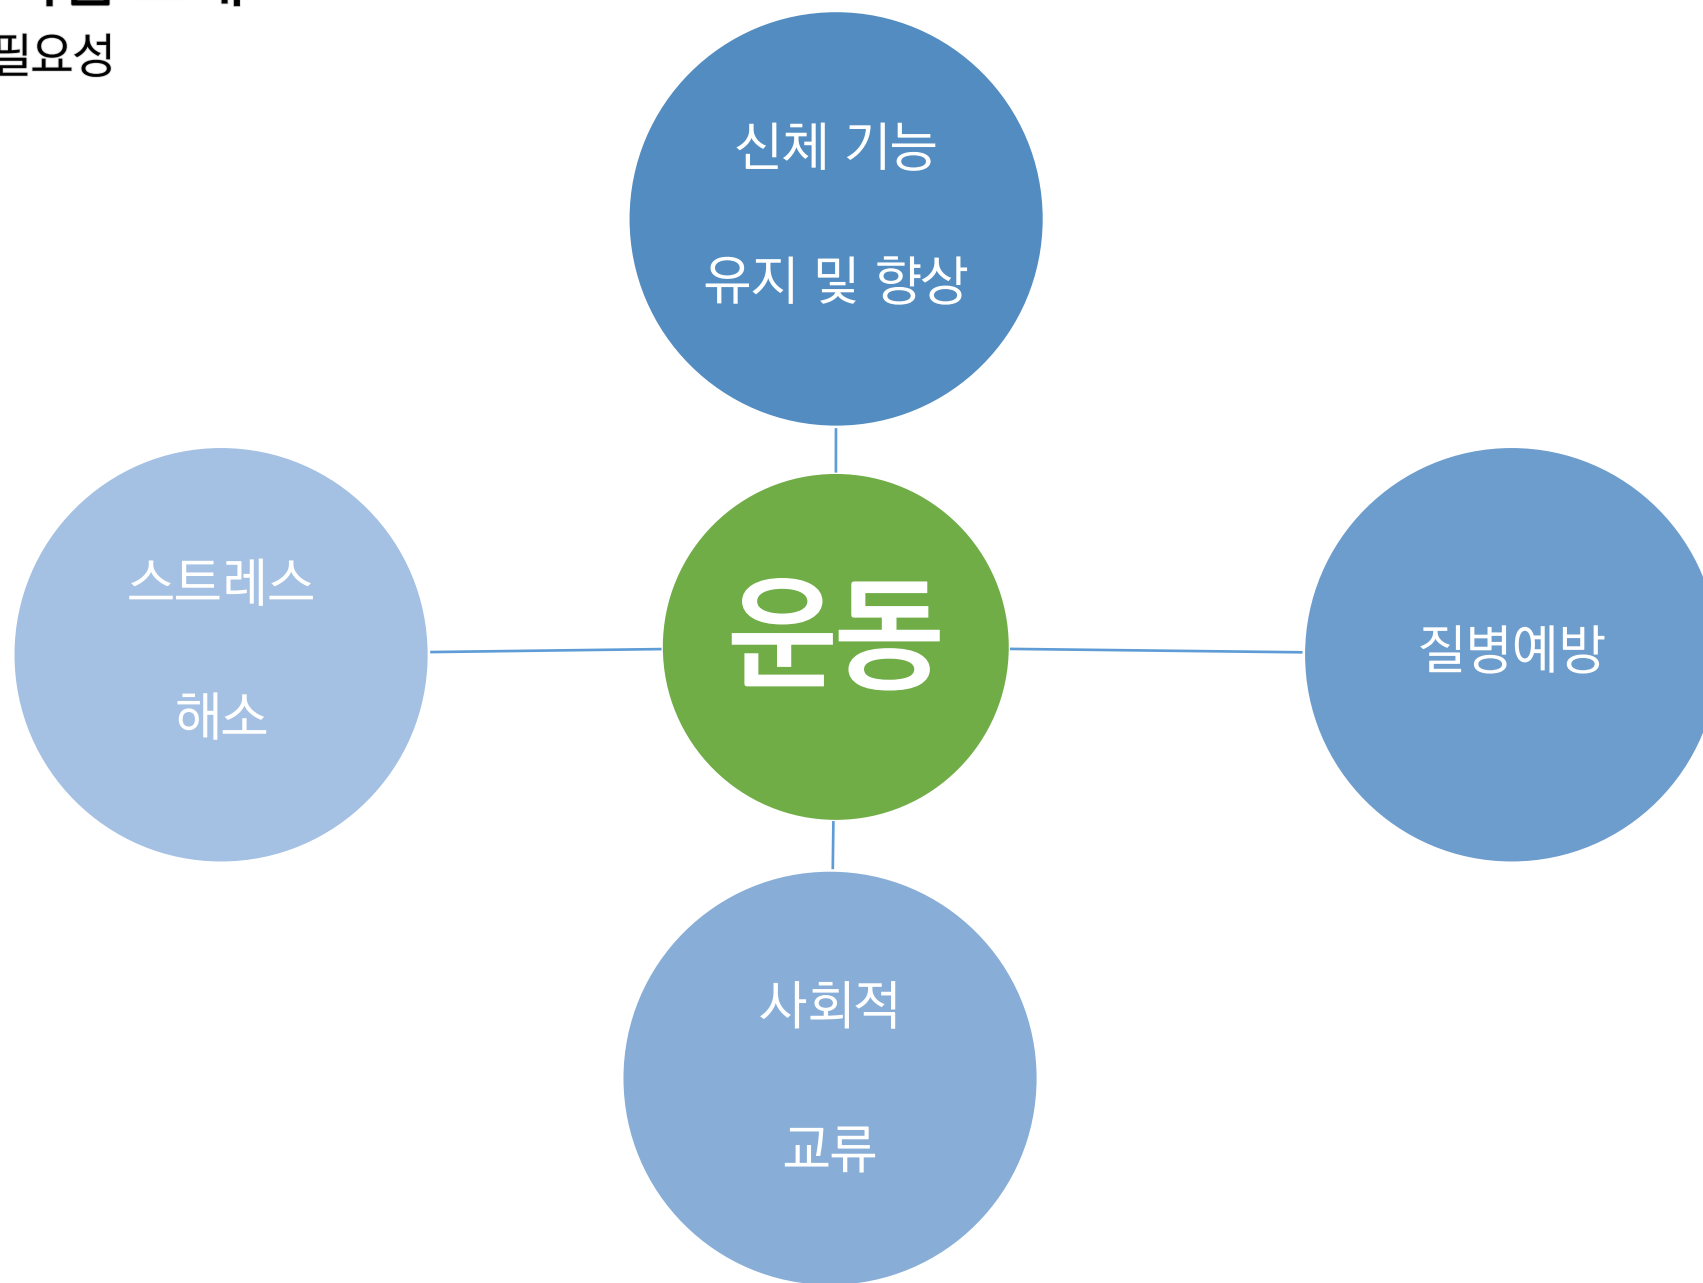 필요성
신체 기능
유지 및 향상
스트레스
해소
운동
질병예방
사회적
교류